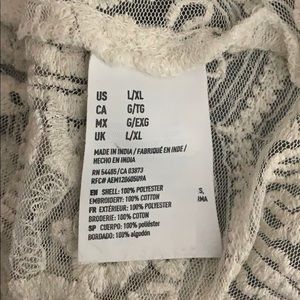 US L/XL
CA G/TG
MX G/EXG
UK L/XL
MADE IN INDIA / FABRIQUÉ EN INDE /
HECHO EN INDIA
RN 54485/CA 03873
EN SHELL: 100% POLYESTER
EMBROIDERY: 100% COTTON
FR EXTÉRIEUR: 100% POLYESTER
BRODERIE: 100% COTON
SP CUERPO: 100% poliéster
BORDADO: 100% algodón
S,